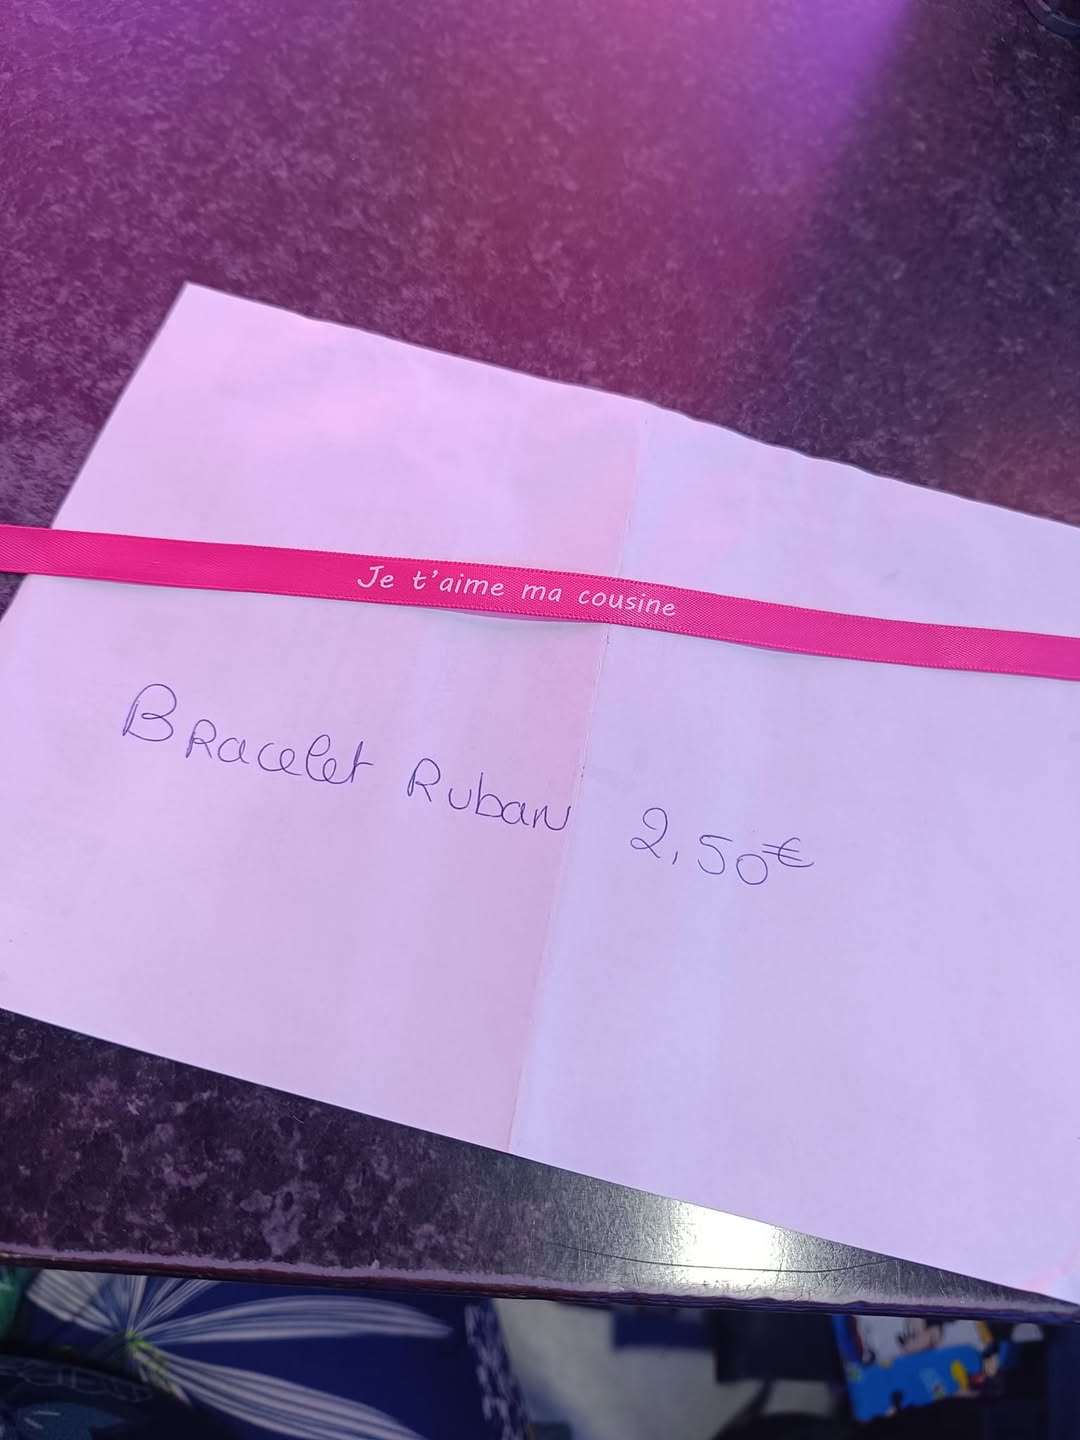 Je t'aime ma cousine
Bracelet Ruban 2,50€